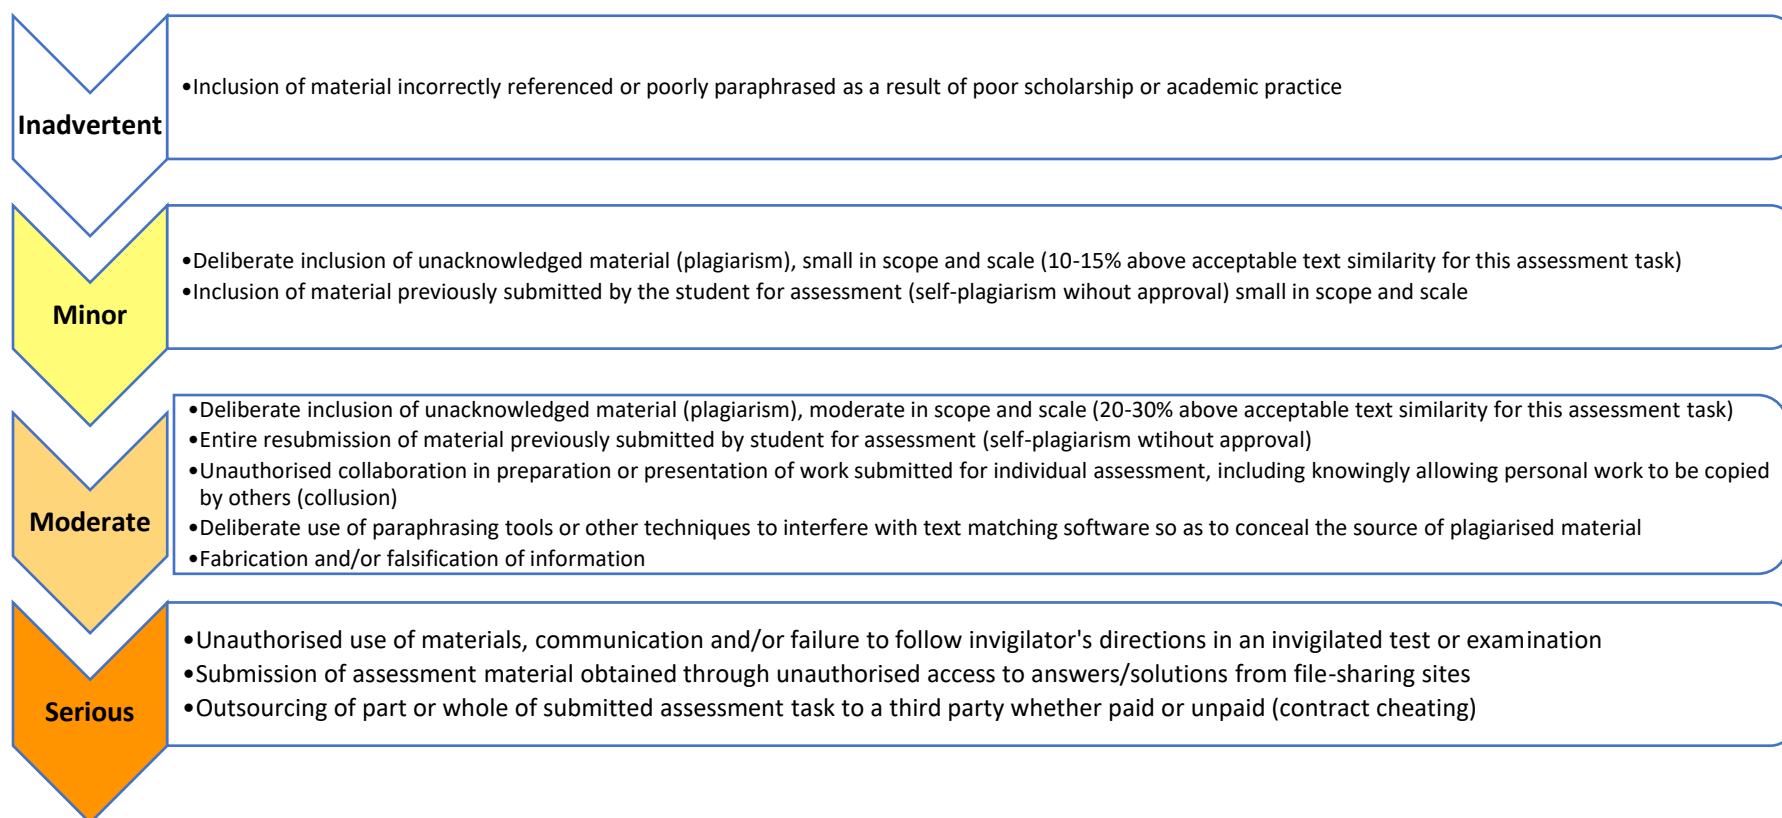 Inadvertent
•Inclusion of material incorrectly referenced or poorly paraphrased as a result of poor scholarship or academic practice
Minor
•Deliberate inclusion of unacknowledged material (plagiarism), small in scope and scale (10-15% above acceptable text similarity for this assessment task)
•Inclusion of material previously submitted by the student for assessment (self-plagiarism wihout approval) small in scope and scale
Moderate
•Deliberate inclusion of unacknowledged material (plagiarism), moderate in scope and scale (20-30% above acceptable text similarity for this assessment task)
•Entire resubmission of material previously submitted by student for assessment (self-plagiarism wtihout approval)
•Unauthorised collaboration in preparation or presentation of work submitted for individual assessment, including knowingly allowing personal work to be copied
by others (collusion)
•Deliberate use of paraphrasing tools or other techniques to interfere with text matching software so as to conceal the source of plagiarised material
•Fabrication and/or falsification of information
Serious
•Unauthorised use of materials, communication and/or failure to follow invigilator's directions in an invigilated test or examination
•Submission of assessment material obtained through unauthorised access to answers/solutions from file-sharing sites
•Outsourcing of part or whole of submitted assessment task to a third party whether paid or unpaid (contract cheating)